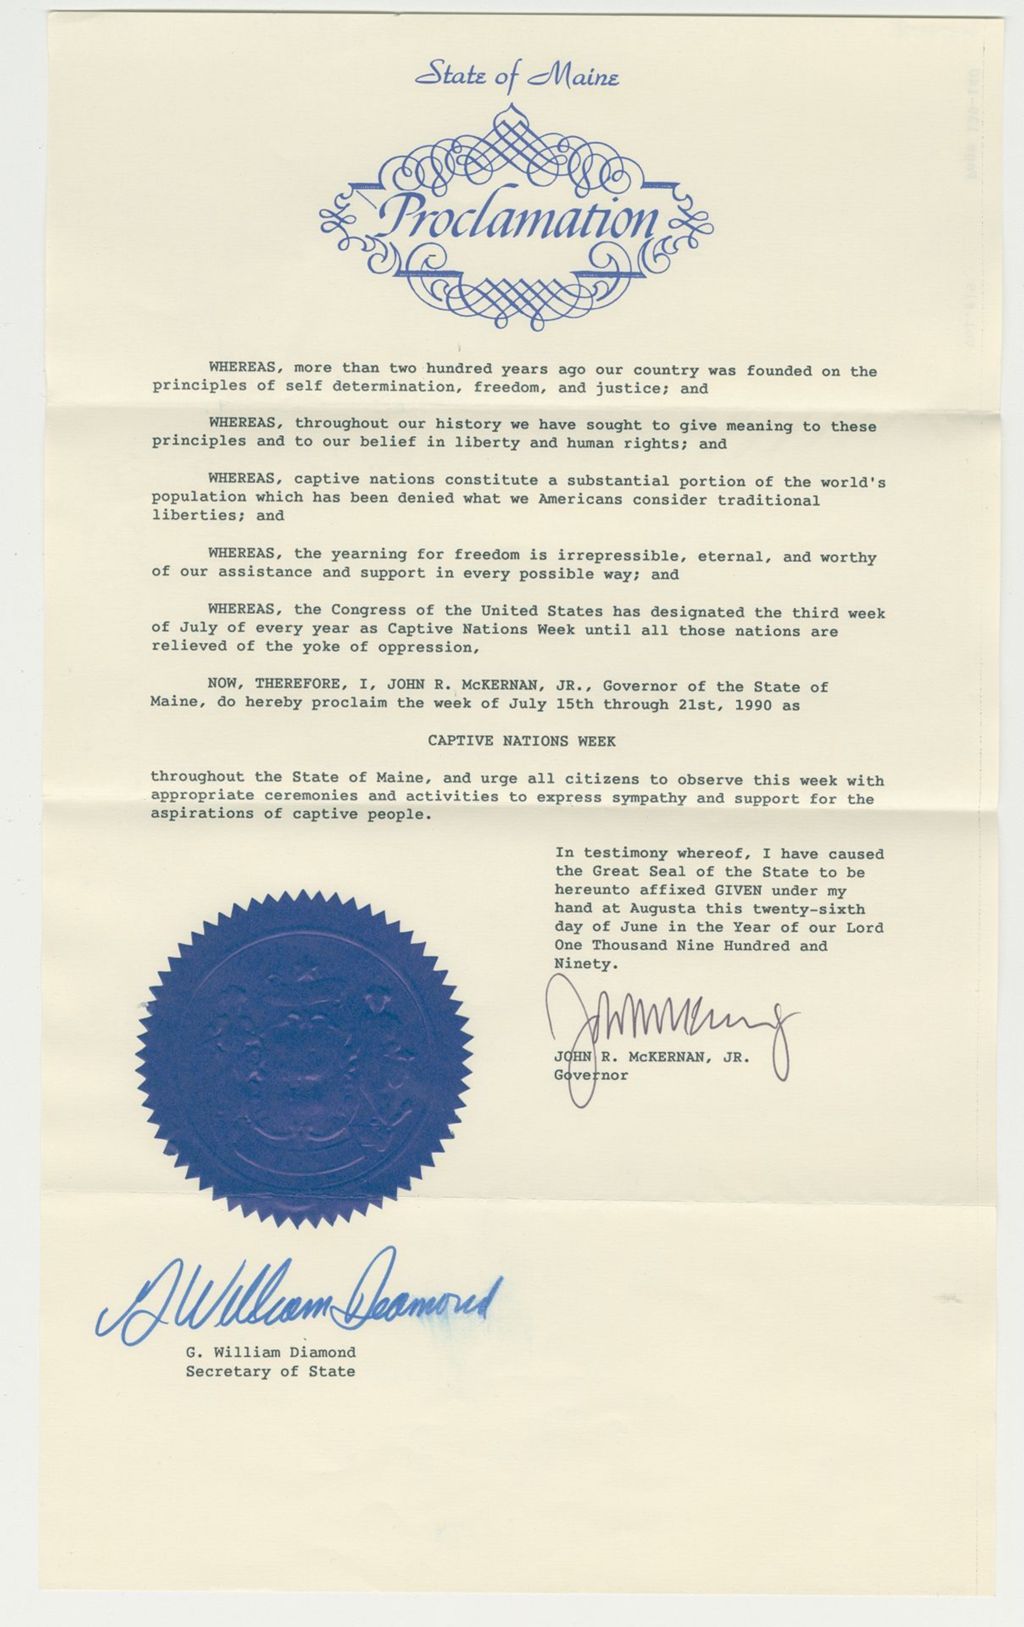 State of Maine
Proclamation
WHEREAS, more than two hundred years ago our country was founded on the
principles of self determination, freedom, and justice; and
WHEREAS, throughout our history we have sought to give meaning to these
principles and to our belief in liberty and human rights; and
WHEREAS, captive nations constitute a substantial portion of the world's
population which has been denied what we Americans consider traditional
liberties; and
WHEREAS, the yearning for freedom is irrepressible, eternal, and worthy
of our assistance and support in every possible way; and
WHEREAS, the Congress of the United States has designated the third week
of July of every year as Captive Nations Week until all those nations are
relieved of the yoke of oppression,
NOW, THEREFORE, I, JOHN R. McKERNAN, JR., Governor of the State of
Maine, do hereby proclaim the week of July 15th through 21st, 1990 as
CAPTIVE NATIONS WEEK
throughout the State of Maine, and urge all citizens to observe this week with
appropriate ceremonies and activities to express sympathy and support for the
aspirations of captive people.
In testimony whereof, I have caused
the Great Seal of the State to be
hereunto affixed GIVEN under my
hand at Augusta this twenty-sixth
day of June in the Year of our Lord
One Thousand Nine Hundred and
Ninety.
JOHN R. McKERNAN, JR.
Governor
G William Diamond
G. William Diamond
Secretary of State